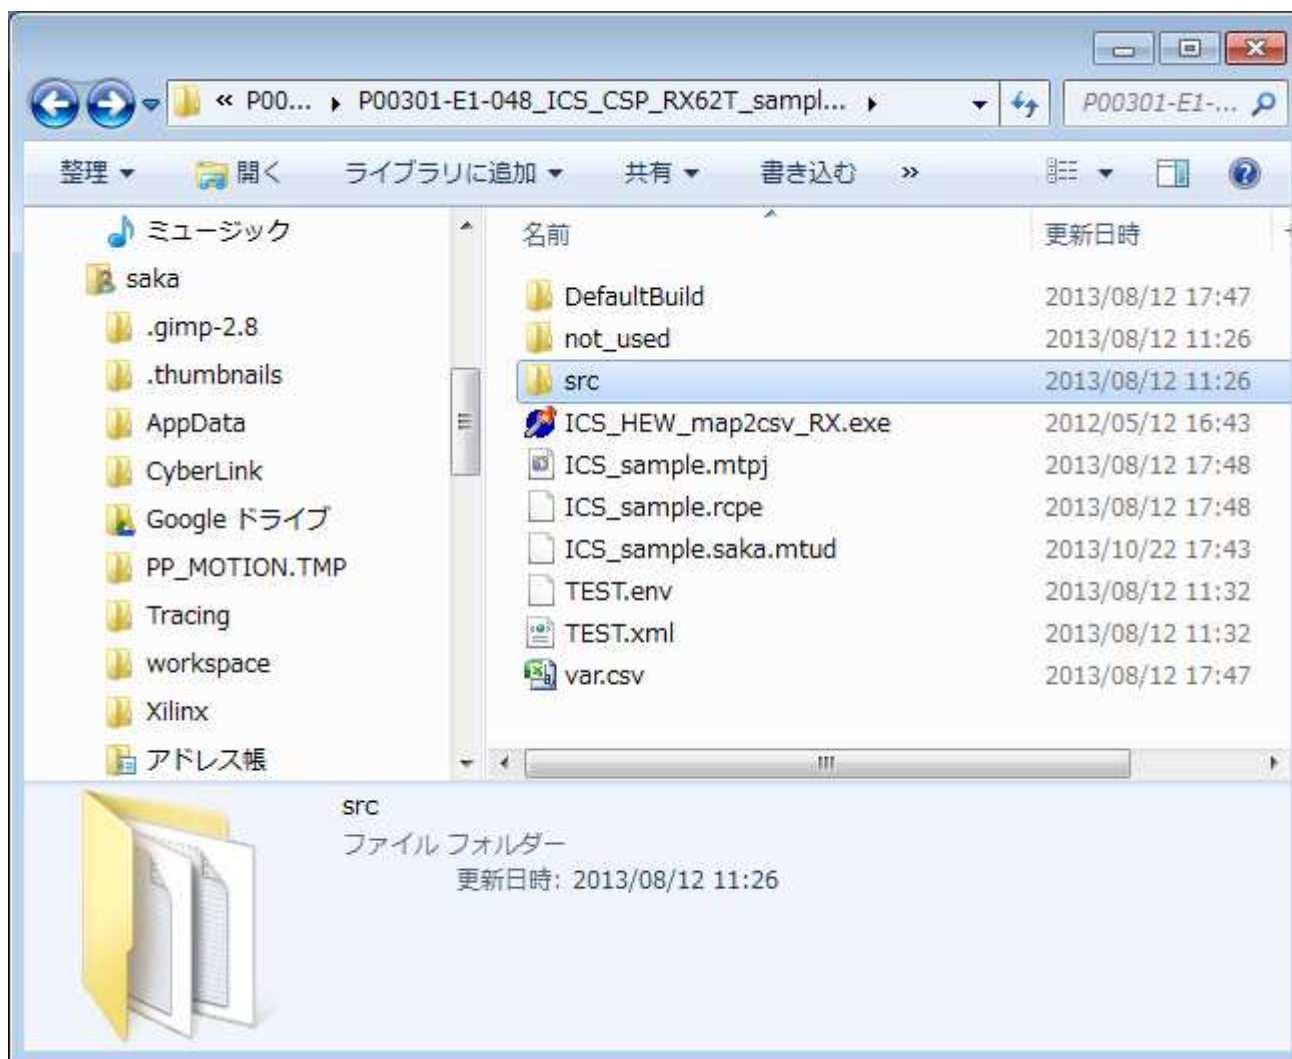 « P00... ▸ P00301-E1-048_ICS_CSP_RX62T_sampl... ▸ P00301-E1-...
整理 開く ライブラリに追加 共有 書き込む »
ミュージック
saka
.gimp-2.8
.thumbnails
AppData
CyberLink
Google ドライブ
PP_MOTION.TMP
Tracing
workspace
Xilinx
アドレス帳
名前 更新日時
DefaultBuild 2013/08/12 17:47
not_used 2013/08/12 11:26
src 2013/08/12 11:26
ICS_HEW_map2csv_RX.exe 2012/05/12 16:43
ICS_sample.mtpj 2013/08/12 17:48
ICS_sample.rcpe 2013/08/12 17:48
ICS_sample.saka.mtud 2013/10/22 17:43
TEST.env 2013/08/12 11:32
TEST.xml 2013/08/12 11:32
var.csv 2013/08/12 17:47
src
ファイル フォルダー
更新日時: 2013/08/12 11:26